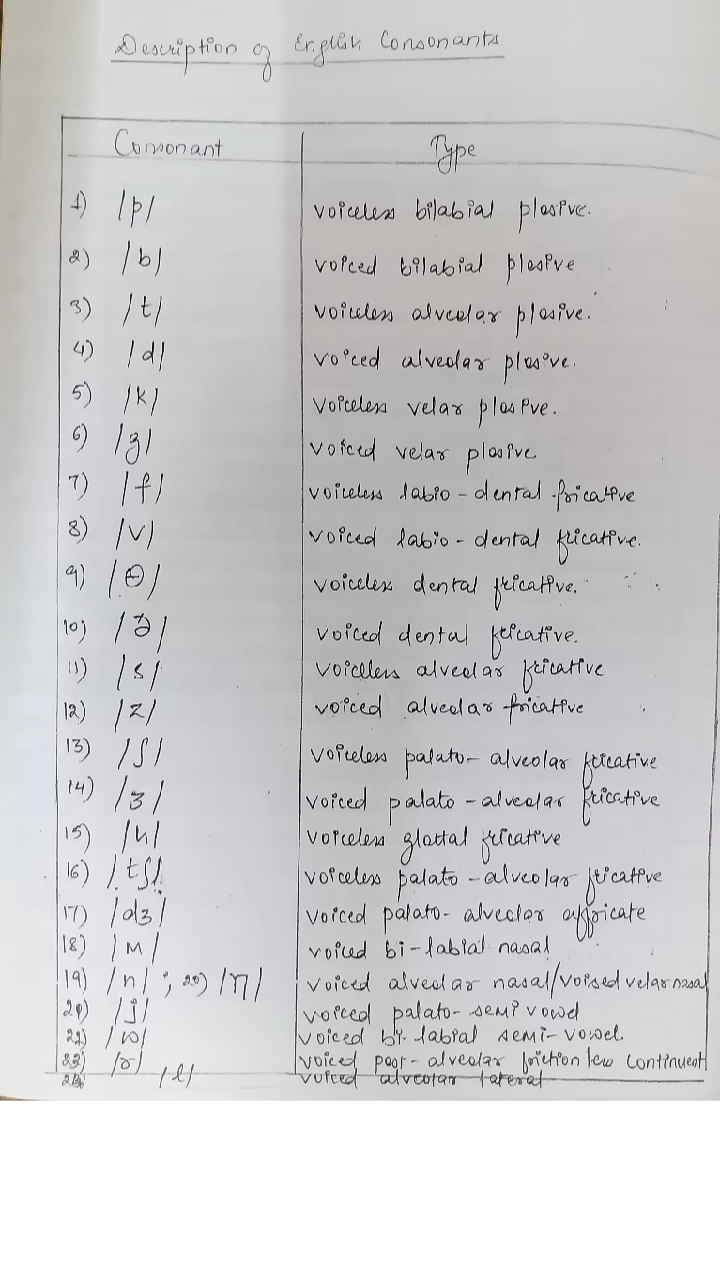 Description of English Consonants
Consonant Type
1) /p/ voiceless bilabial plosive.
2) /b/ voiced bilabial plosive
3) /t/ voiceless alveolar plosive.
4) /d/ voiced alveolar plosive.
5) /k/ voiceless velar plosive.
6) /g/ voiced velar plosive
7) /f/ voiceless labio-dental fricative
8) /v/ voiced labio-dental fricative.
9) /θ/ voiceless dental fricative.
10) /ð/ voiced dental fricative.
11) /s/ voiceless alveolar fricative
12) /z/ voiced alveolar fricative
13) /ʃ/ voiceless palato-alveolar fricative
14) /ʒ/ voiced palato-alveolar fricative
15) /h/ voiceless glottal fricative
16) /tʃ/ voiceless palato-alveolar fricative
17) /dʒ/ voiced palato-alveolar affricate
18) /m/ voiced bi-labial nasal
19) /n/ ; 20) /ŋ/ voiced alveolar nasal/voised velar nasal
21) /j/ voiced palato-semi vowel
22) /w/ voiced bi-labial semi-vowel.
23) /r/ voiced post-alveolar frictionless continuent
24) /l/ voiced alveolar lateral